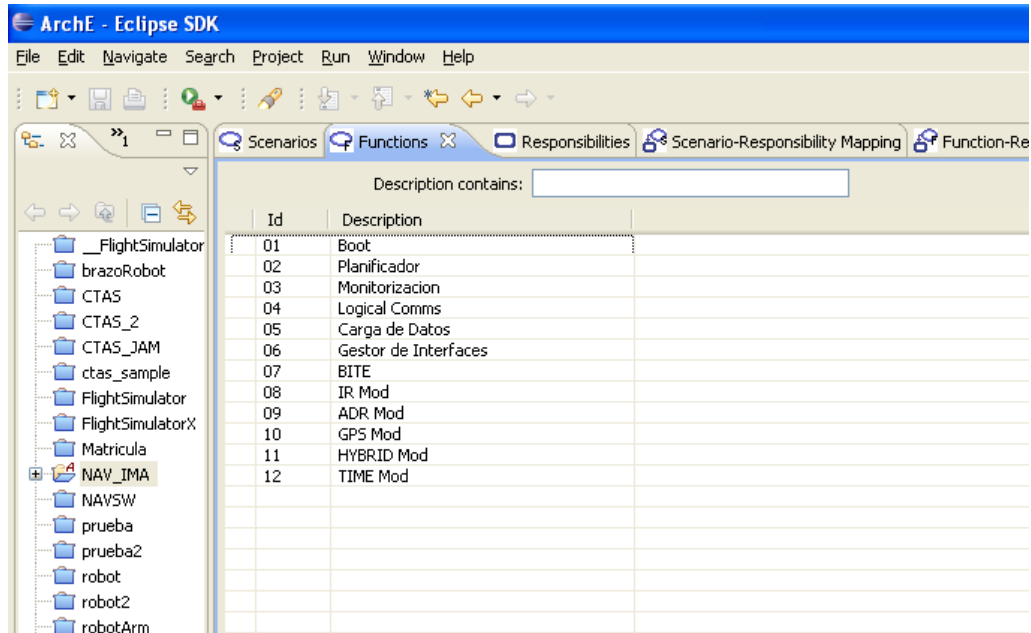 ArchE - Eclipse SDK
File Edit Navigate Search Project Run Window Help
»1 Scenarios Functions Responsibilities Scenario-Responsibility Mapping Function-Re
Description contains:
Id Description
01 Boot
02 Planificador
03 Monitorizacion
04 Logical Comms
05 Carga de Datos
06 Gestor de Interfaces
07 BITE
08 IR Mod
09 ADR Mod
10 GPS Mod
11 HYBRID Mod
12 TIME Mod
__FlightSimulator
brazoRobot
CTAS
CTAS_2
CTAS_JAM
ctas_sample
FlightSimulator
FlightSimulatorX
Matricula
NAV_IMA
NAVSW
prueba
prueba2
robot
robot2
robotArm